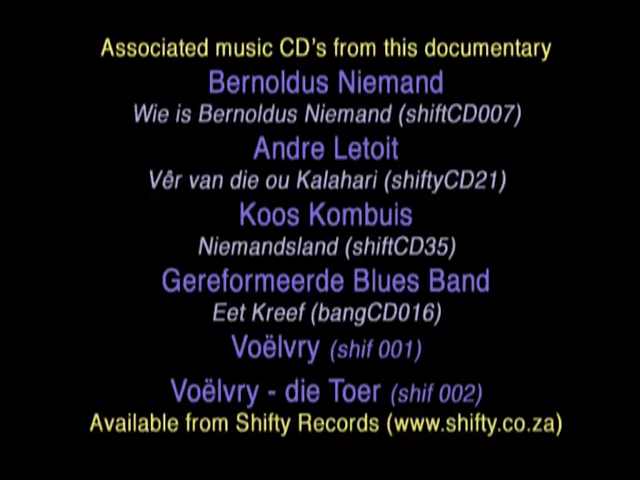 Associated music CD's from this documentary
Bernoldus Niemand
Wie is Bernoldus Niemand (shiftCD007)
Andre Letoit
Vêr van die ou Kalahari (shiftyCD21)
Koos Kombuis
Niemandsland (shiftCD35)
Gereformeerde Blues Band
Eet Kreef (bangCD016)
Voëlvry (shif 001)
Voëlvry - die Toer (shif 002)
Available from Shifty Records (www.shifty.co.za)